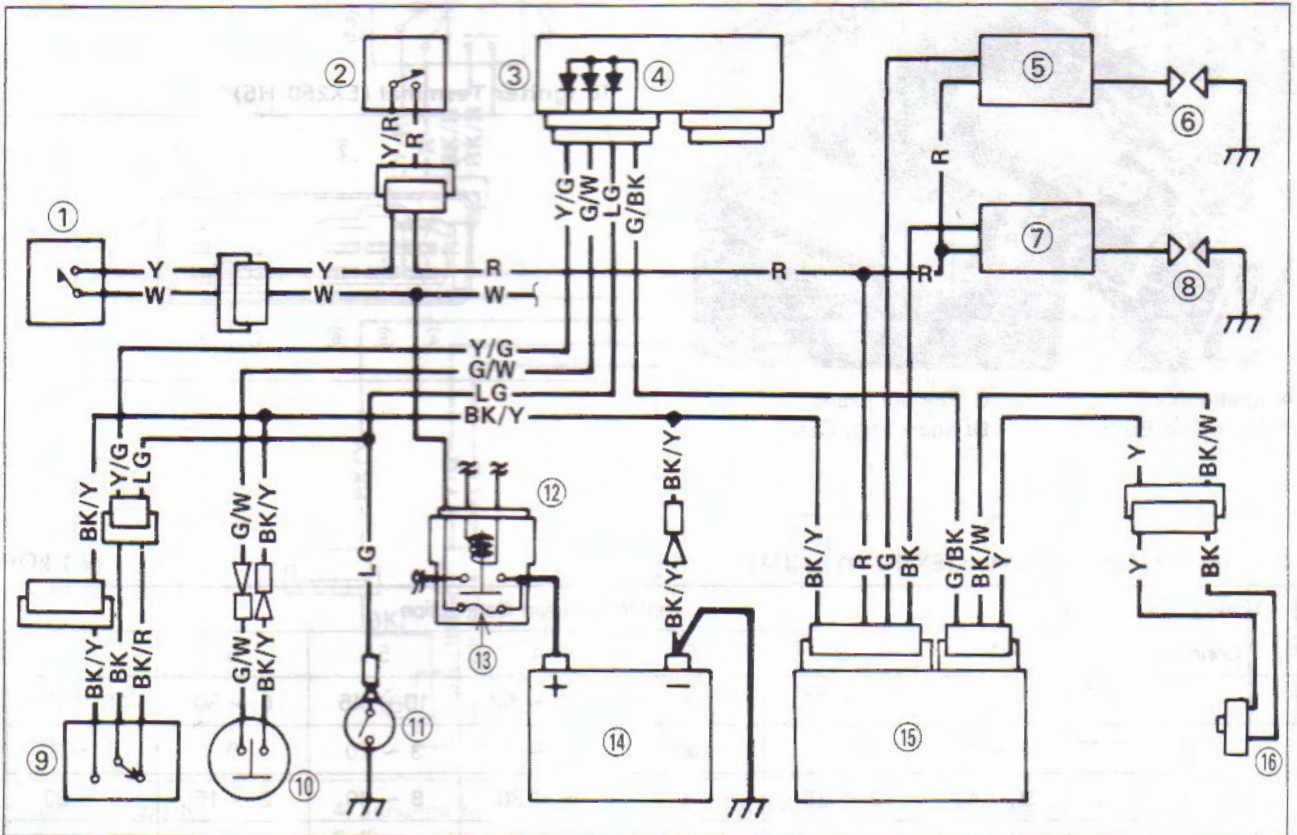 ② ③ ④ ⑤
⑥
Y/R R
Y/G G/W LG G/BK
R
① ⑦
⑧
Y Y R R R
W W W
Y/G
G/W
LG
BK/Y
BK/Y Y/G LG G/W BK/Y LG BK/Y BK/Y BK/Y R G BK G/BK BK/W Y Y BK/W
⑫
Y BK
⑬
BK/Y BK BK/R G/W BK/Y
+ −
⑨ ⑩ ⑪ ⑭ ⑮ ⑯